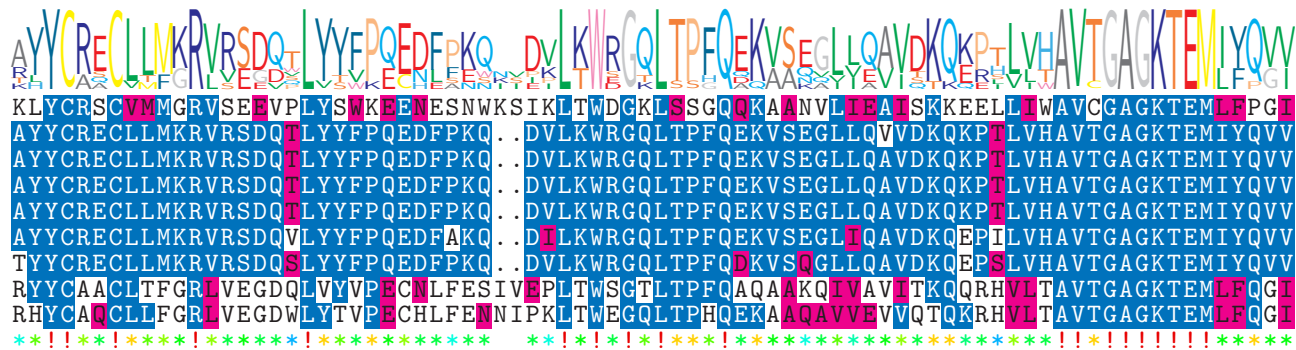 KLYCRSCVMMGRVSEEVPLYSWKEENESNWKSIKLTWDGKLSSGQQKAANVLIEAISKKEELLIWAVCGAGKTEMLFPGI
AYYCRECLLMKRVRSDQTLYYFPQEDFPKQ..DVLKWRGQLTPFQEKVSEGLLQVVDKQKPTLVHAVTGAGKTEMIYQVV
AYYCRECLLMKRVRSDQTLYYFPQEDFPKQ..DVLKWRGQLTPFQEKVSEGLLQAVDKQKPTLVHAVTGAGKTEMIYQVV
AYYCRECLLMKRVRSDQTLYYFPQEDFPKQ..DVLKWRGQLTPFQEKVSEGLLQAVDKQKPTLVHAVTGAGKTEMIYQVV
AYYCRECLLMKRVRSDQTLYYFPQEDFPKQ..DVLKWRGQLTPFQEKVSEGLLQAVDKQKPTLVHAVTGAGKTEMIYQVV
AYYCRECLLMKRVRSDQVLYYFPQEDFAKQ..DILKWRGQLTPFQEKVSEGLIQAVDKQEPILVHAVTGAGKTEMIYQVV
TYYCRECLLMKRVRSDQSLYYFPQEDFPKQ..DVLKWRGQLTPFQDKVSQGLLQAVDKQEPSLVHAVTGAGKTEMIYQVV
RYYCAACLTFGRLVEGDQLVYVPECNLFESIVEPLTWSGTLTPFQAQAAKQIVAVITKQQRHVLTAVTGAGKTEMLFQGI
RHYCAQCLLFGRLVEGDWLYTVPECHLFENNIPKLTWEGQLTPHQEKAAQAVVEVVQTQKRHVLTAVTGAGKTEMLFQGI
**!!**!****!******!***********  **!*!*!*!***!********************!!*!!!!!!!*****